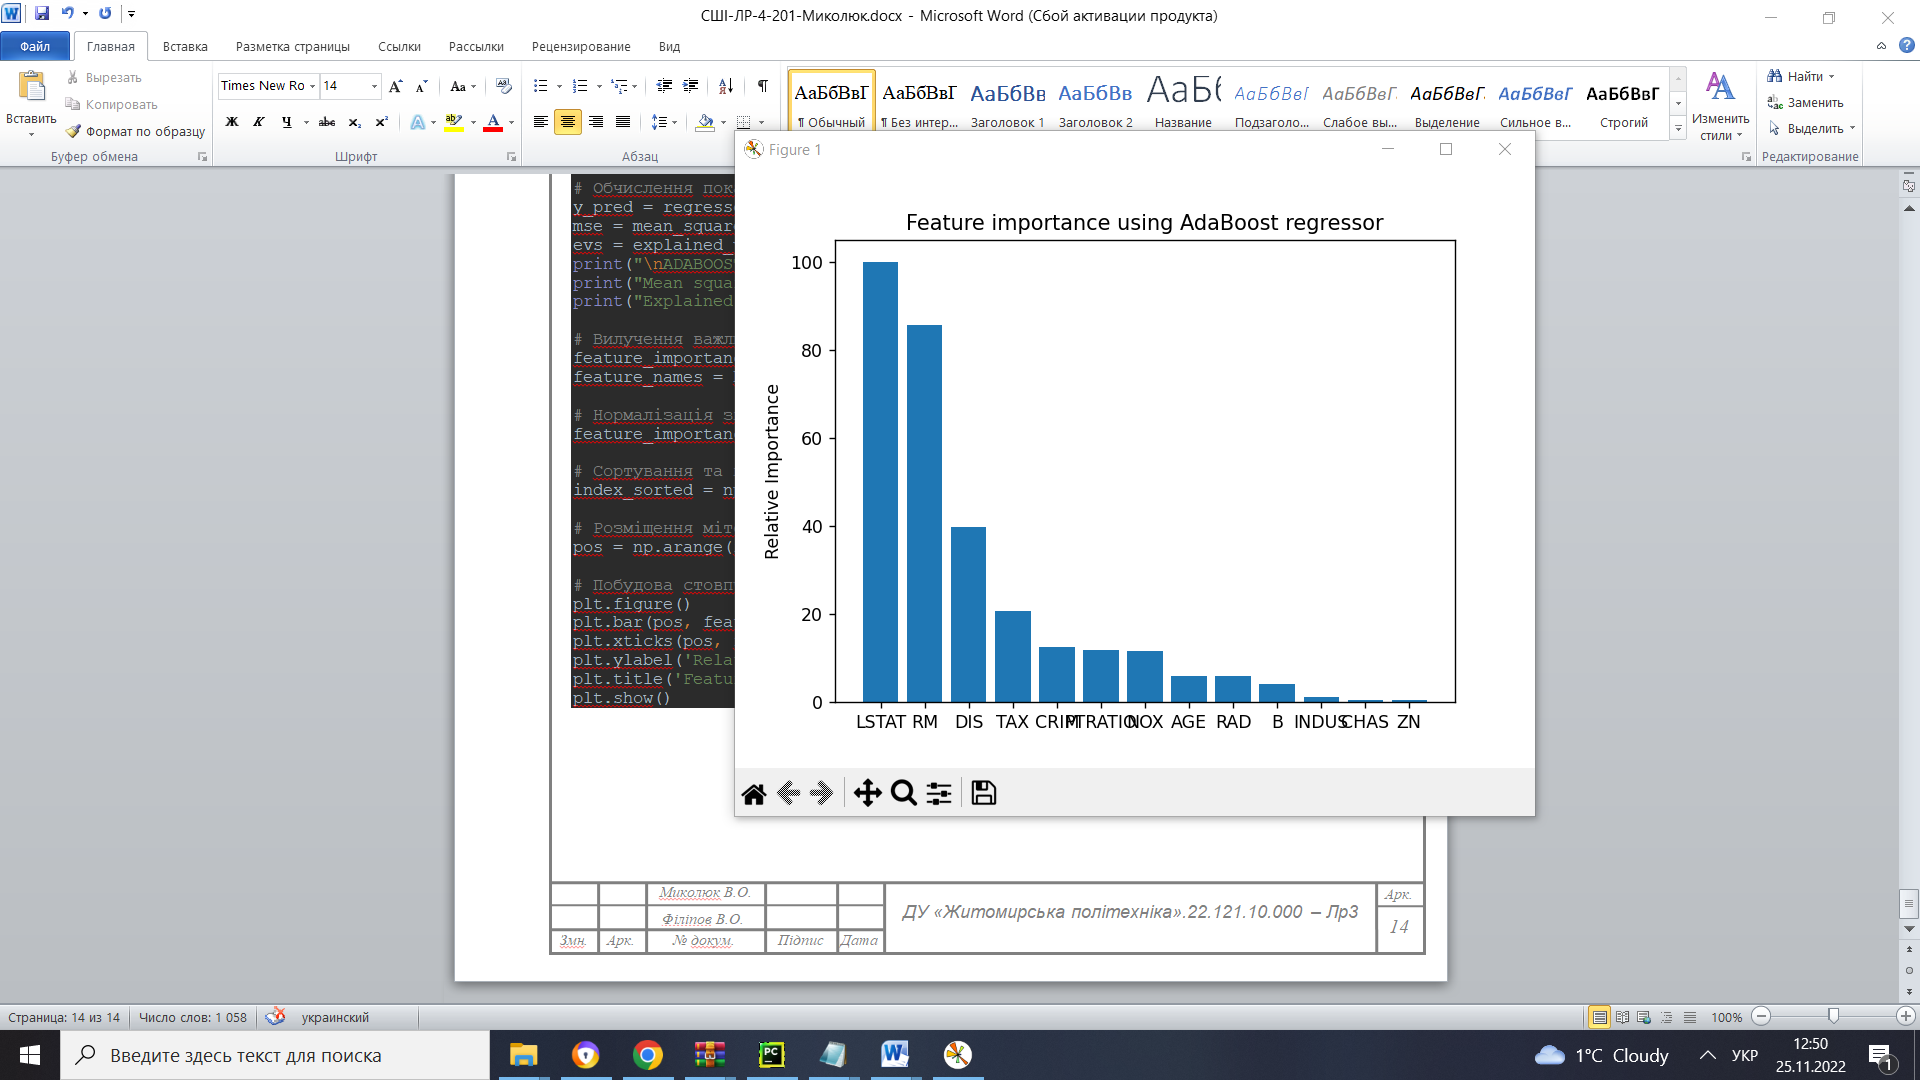 СШІ-ЛР-4-201-Миколюк.docx - Microsoft Word (Сбой активации продукта)
Файл Главная Вставка Разметка страницы Ссылки Рассылки Рецензирование Вид
Вставить
Вырезать
Копировать
Формат по образцу
Буфер обмена
Times New Ro 14
Ж К Ч abc x₂ x²
Шрифт
Абзац
АаБбВвГ АаБбВвГ АаБбВв АаБбВв АаБб АаБбВвГ АаБбВвГ АаБбВвГ АаБбВвГ АаБбВвГ
¶ Обычный ¶ Без интер... Заголовок 1 Заголовок 2 Название Подзаголо... Слабое вы... Выделение Сильное в... Строгий
Изменить стили
Найти
Заменить
Выделить
Редактирование
# Обчислення пок
y_pred = regress
mse = mean_squar
evs = explained_
print("\nADABOOS
print("Mean squa
print("Explained
# Вилучення важл
feature_importan
feature_names =
# Нормалізація з
feature_importan
# Сортування та
index_sorted = n
# Розміщення міт
pos = np.arange(
# Побудова стовп
plt.figure()
plt.bar(pos, fea
plt.xticks(pos,
plt.ylabel('Rela
plt.title('Featu
plt.show()
Figure 1
Feature importance using AdaBoost regressor
Relative Importance
100
80
60
40
20
0
LSTAT RM DIS TAX CRIM PTRATIO NOX AGE RAD B INDUS CHAS ZN
Миколюк В.О.
Філіпов В.О.
Змн. Арк. № докум. Підпис Дата
ДУ «Житомирська політехніка».22.121.10.000 – Лр3
Арк.
14
Страница: 14 из 14 Число слов: 1 058 украинский 100%
Введите здесь текст для поиска
1°C Cloudy УКР
12:50
25.11.2022
1